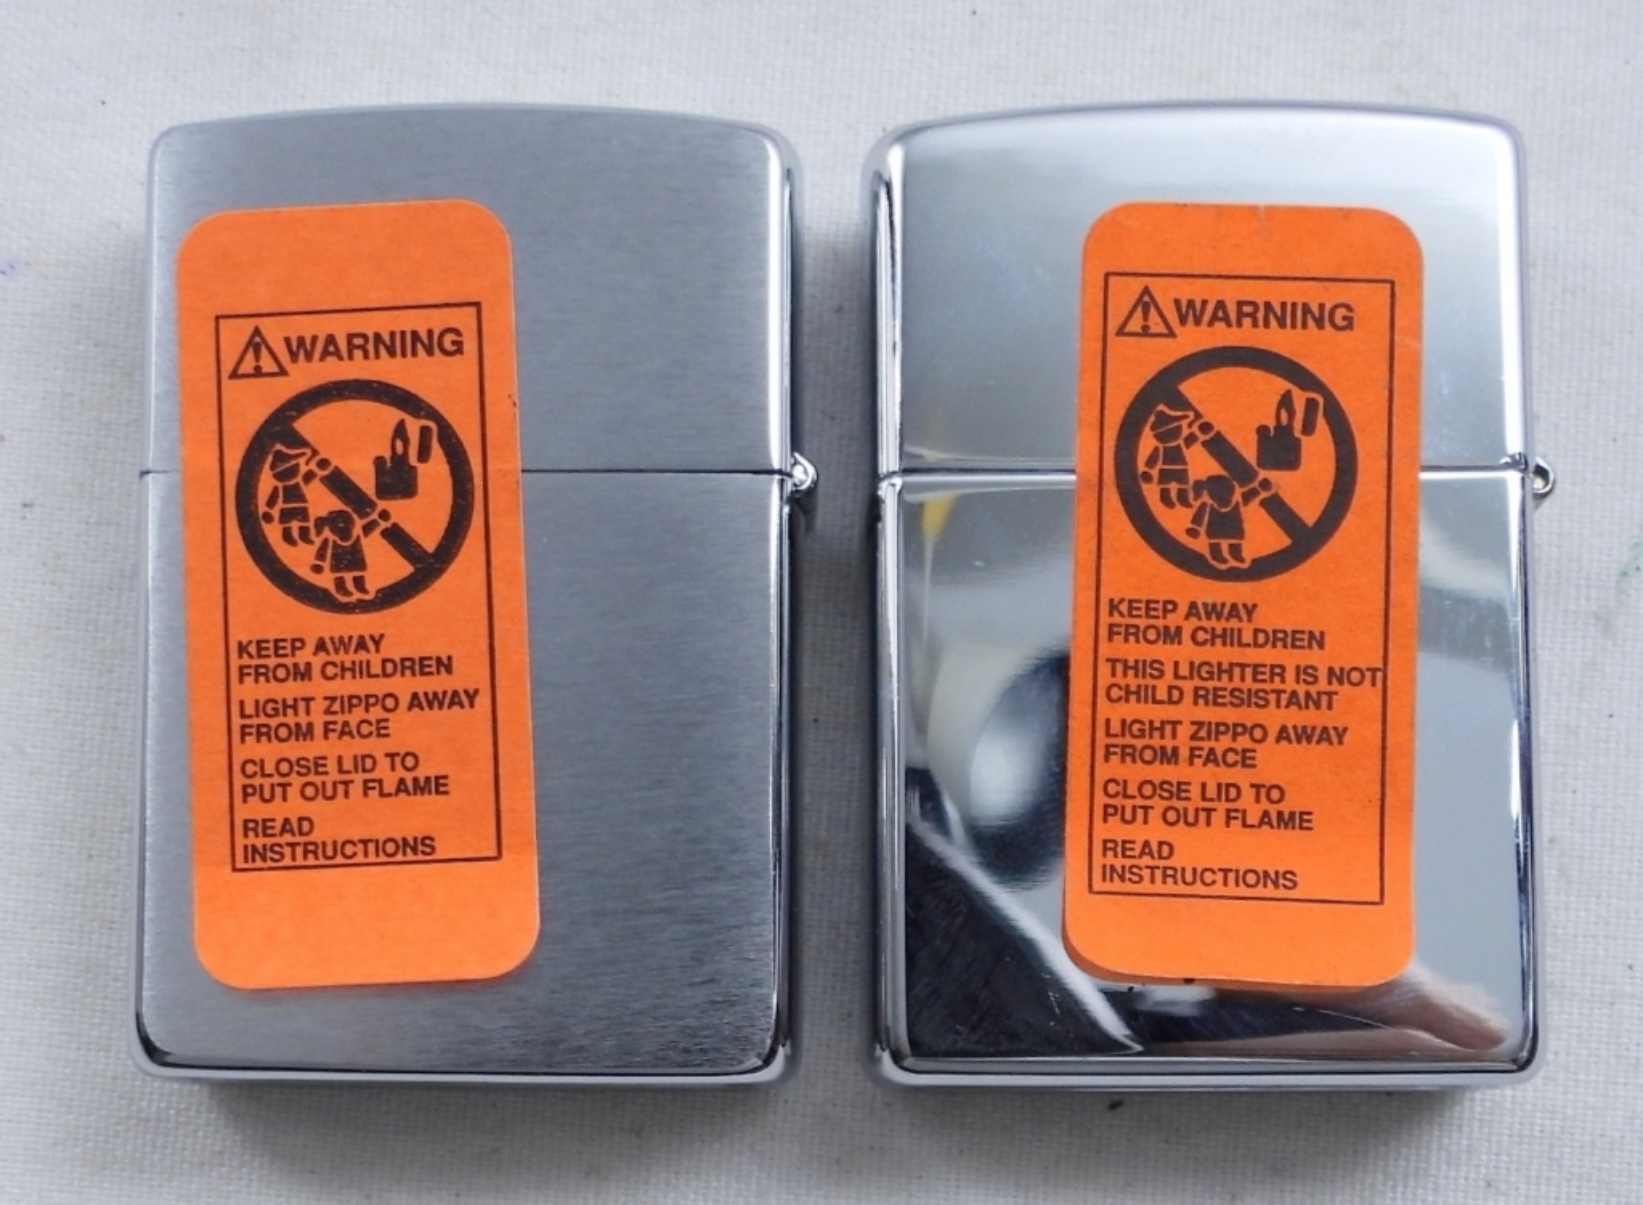 WARNING
KEEP AWAY
FROM CHILDREN
LIGHT ZIPPO AWAY
FROM FACE
CLOSE LID TO
PUT OUT FLAME
READ
INSTRUCTIONS
WARNING
KEEP AWAY
FROM CHILDREN
THIS LIGHTER IS NOT
CHILD RESISTANT
LIGHT ZIPPO AWAY
FROM FACE
CLOSE LID TO
PUT OUT FLAME
READ
INSTRUCTIONS